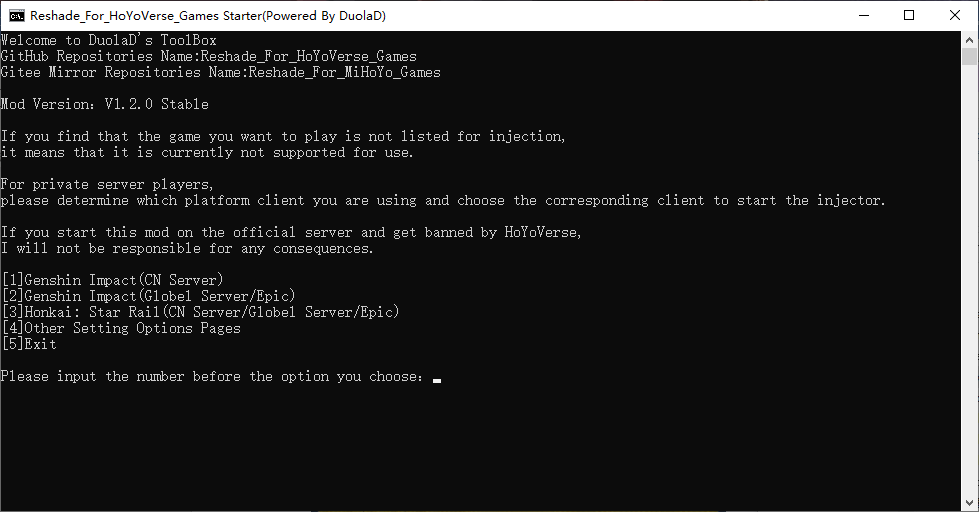 Reshade_For_HoYoVerse_Games Starter(Powered By DuolaD)
Welcome to DuolaD's ToolBox
GitHub Repositories Name:Reshade_For_HoYoVerse_Games
Gitee Mirror Repositories Name:Reshade_For_MiHoYo_Games
Mod Version：V1.2.0 Stable
If you find that the game you want to play is not listed for injection,
it means that it is currently not supported for use.
For private server players,
please determine which platform client you are using and choose the corresponding client to start the injector.
If you start this mod on the official server and get banned by HoYoVerse,
I will not be responsible for any consequences.
[1]Genshin Impact(CN Server)
[2]Genshin Impact(Globel Server/Epic)
[3]Honkai: Star Rail(CN Server/Globel Server/Epic)
[4]Other Setting Options Pages
[5]Exit
Please input the number before the option you choose：